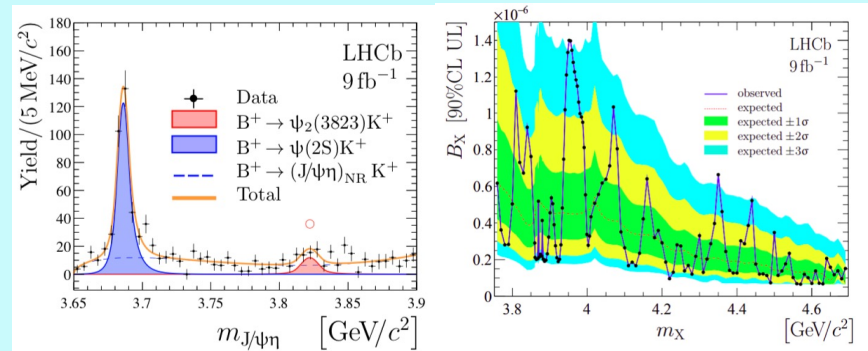 Yield/(5 MeV/c²)
180
160
140
120
100
80
60
40
20
0
LHCb
9 fb⁻¹
Data
B⁺ → ψ₂(3823)K⁺
B⁺ → ψ(2S)K⁺
B⁺ → (J/ψη)NR K⁺
Total
3.65 3.7 3.75 3.8 3.85 3.9
m_J/ψη [GeV/c²]
×10⁻⁶
B_X [90%CL UL]
1.4
1.2
1
0.8
0.6
0.4
0.2
0
LHCb
9 fb⁻¹
observed
expected
expected ±1σ
expected ±2σ
expected ±3σ
3.8 4 4.2 4.4 4.6
m_X [GeV/c²]